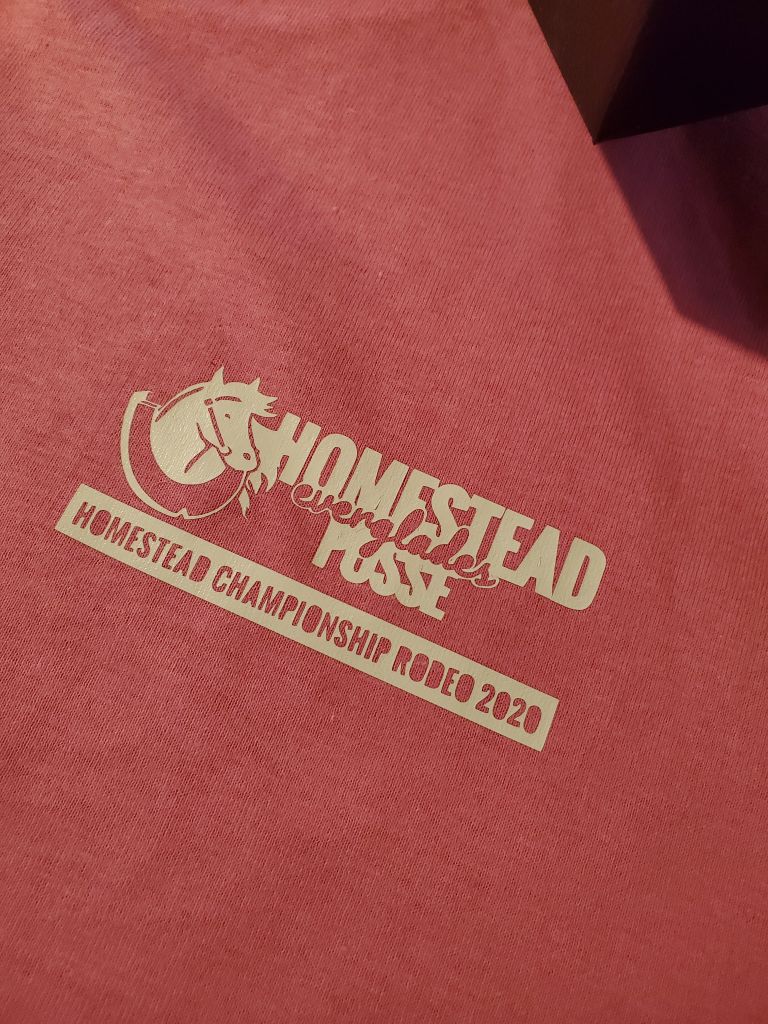 HOMESTEAD
everglades
POSSE
HOMESTEAD CHAMPIONSHIP RODEO 2020